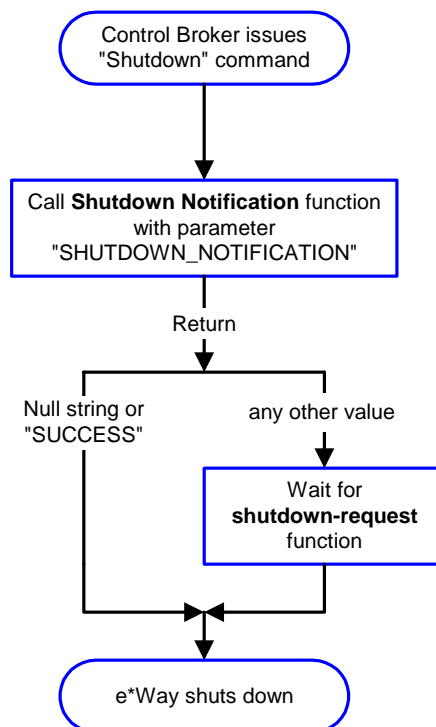 Control Broker issues
"Shutdown" command
Call Shutdown Notification function
with parameter
"SHUTDOWN_NOTIFICATION"
Return
Null string or
"SUCCESS"
any other value
Wait for
shutdown-request
function
e*Way shuts down